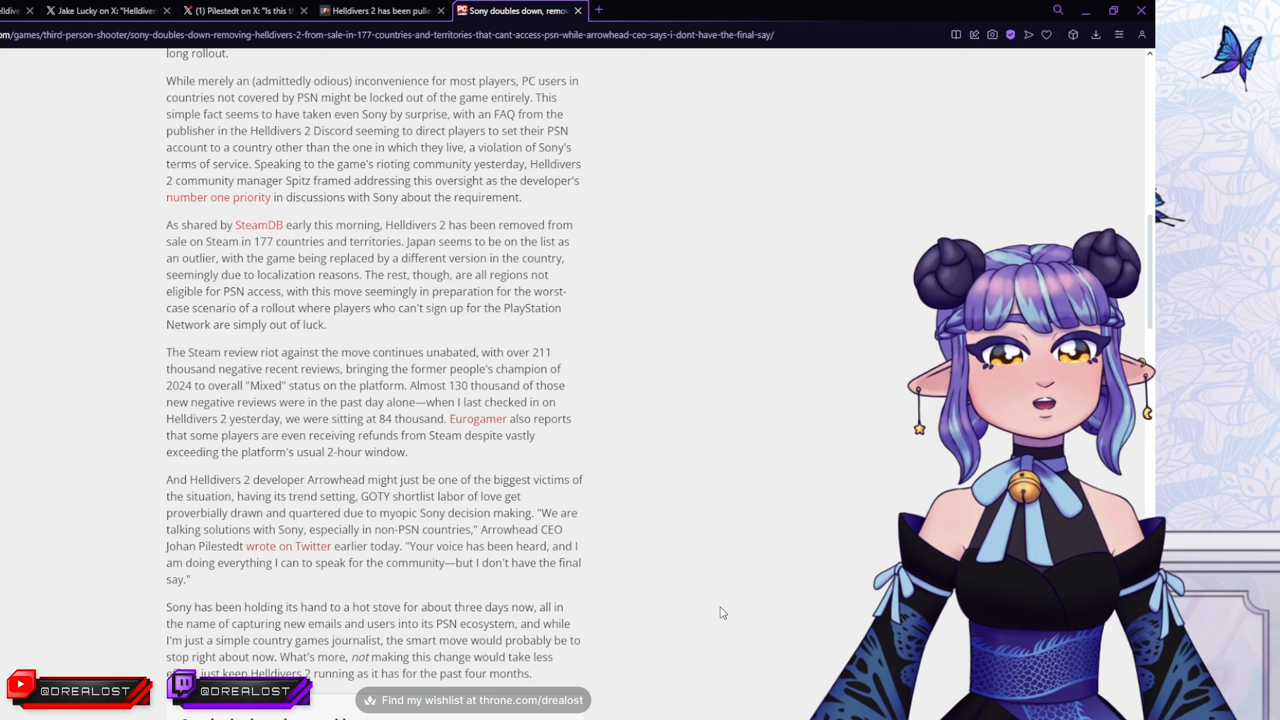 elldive
Jake Lucky on X: "Helldiver
(1) Pilestedt on X: "Is this th
Helldivers 2 has been pulle
Sony doubles down, remov
om/games/third-person-shooter/sony-doubles-down-removing-helldivers-2-from-sale-in-177-countries-and-territories-that-cant-access-psn-while-arrowhead-ceo-says-i-dont-have-the-final-say/
long rollout.
While merely an (admittedly odious) inconvenience for most players, PC users in
countries not covered by PSN might be locked out of the game entirely. This
simple fact seems to have taken even Sony by surprise, with an FAQ from the
publisher in the Helldivers 2 Discord seeming to direct players to set their PSN
account to a country other than the one in which they live, a violation of Sony's
terms of service. Speaking to the game's rioting community yesterday, Helldivers
2 community manager Spitz framed addressing this oversight as the developer's
number one priority in discussions with Sony about the requirement.
As shared by SteamDB early this morning, Helldivers 2 has been removed from
sale on Steam in 177 countries and territories. Japan seems to be on the list as
an outlier, with the game being replaced by a different version in the country,
seemingly due to localization reasons. The rest, though, are all regions not
eligible for PSN access, with this move seemingly in preparation for the worst-
case scenario of a rollout where players who can't sign up for the PlayStation
Network are simply out of luck.
The Steam review riot against the move continues unabated, with over 211
thousand negative recent reviews, bringing the former people's champion of
2024 to overall "Mixed" status on the platform. Almost 130 thousand of those
new negative reviews were in the past day alone—when I last checked in on
Helldivers 2 yesterday, we were sitting at 84 thousand. Eurogamer also reports
that some players are even receiving refunds from Steam despite vastly
exceeding the platform's usual 2-hour window.
And Helldivers 2 developer Arrowhead might just be one of the biggest victims of
the situation, having its trend setting, GOTY shortlist labor of love get
proverbially drawn and quartered due to myopic Sony decision making. "We are
talking solutions with Sony, especially in non-PSN countries," Arrowhead CEO
Johan Pilestedt wrote on Twitter earlier today. "Your voice has been heard, and I
am doing everything I can to speak for the community—but I don't have the final
say."
Sony has been holding its hand to a hot stove for about three days now, all in
the name of capturing new emails and users into its PSN ecosystem, and while
I'm just a simple country games journalist, the smart move would probably be to
stop right about now. What's more, not making this change would take less
just keep Helldivers 2 running as it has for the past four months.
@DREALOST
@DREALOST
Find my wishlist at throne.com/drealost